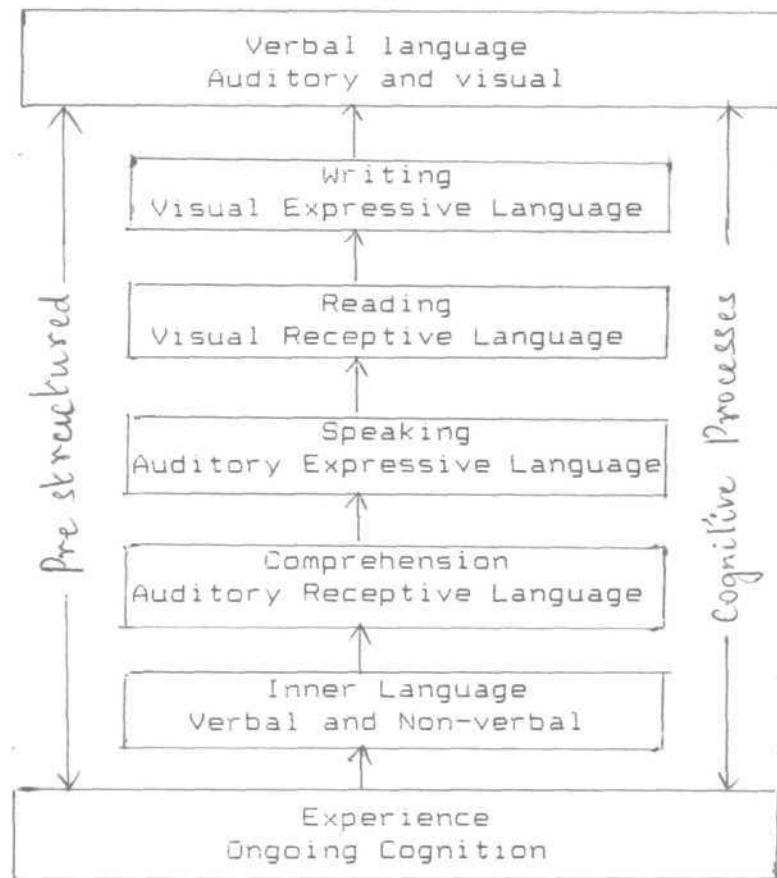 Verbal language
Auditory and visual
Writing
Visual Expressive Language
Reading
Visual Receptive Language
Speaking
Auditory Expressive Language
Comprehension
Auditory Receptive Language
Inner Language
Verbal and Non-verbal
Experience
Ongoing Cognition
Pre structured
Cognitive Processes